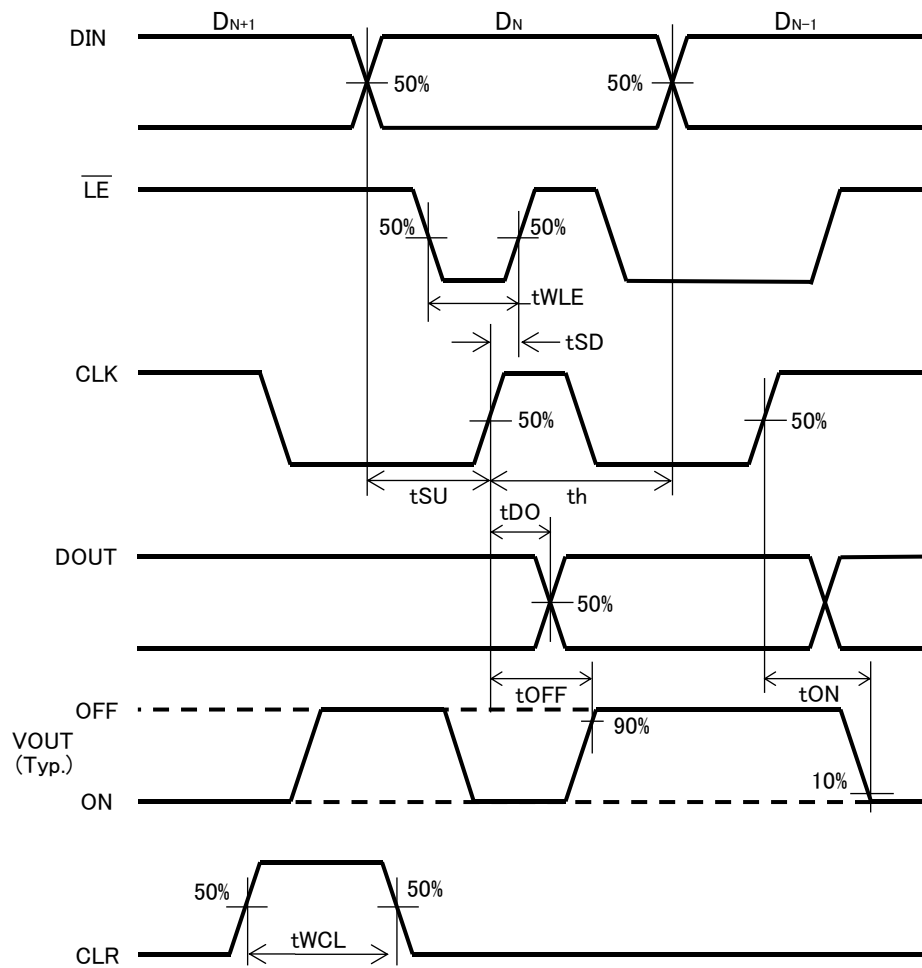 DN+1 DN DN-1
DIN
50% 50%
LE
50% 50%
tWLE
tSD
CLK
50% 50%
tSU th
tDO
DOUT
50%
tOFF tON
OFF
90%
VOUT
(Typ.)
10%
ON
50% 50%
tWCL
CLR